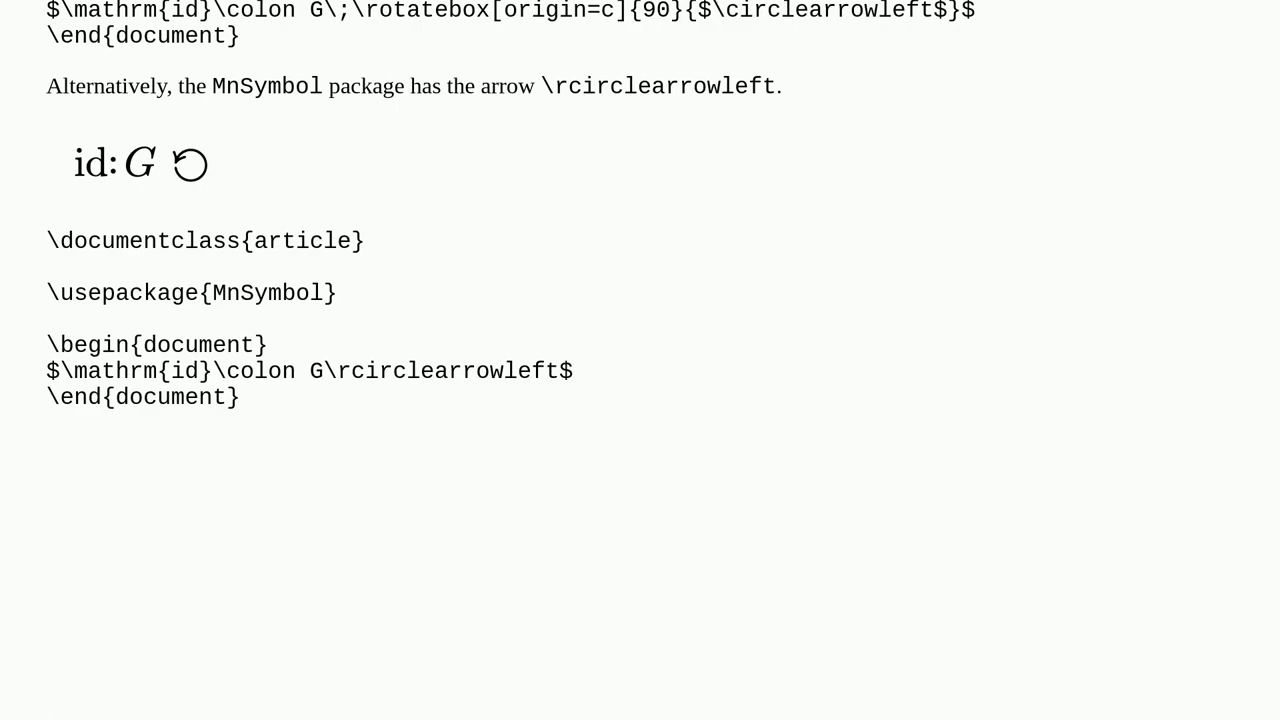 $\mathrm{id}\colon G\;\rotatebox[origin=c]{90}{$\circlearrowleft$}$
\end{document}
Alternatively, the MnSymbol package has the arrow \rcirclearrowleft.
id: G ↺
\documentclass{article}
\usepackage{MnSymbol}
\begin{document}
$\mathrm{id}\colon G\rcirclearrowleft$
\end{document}